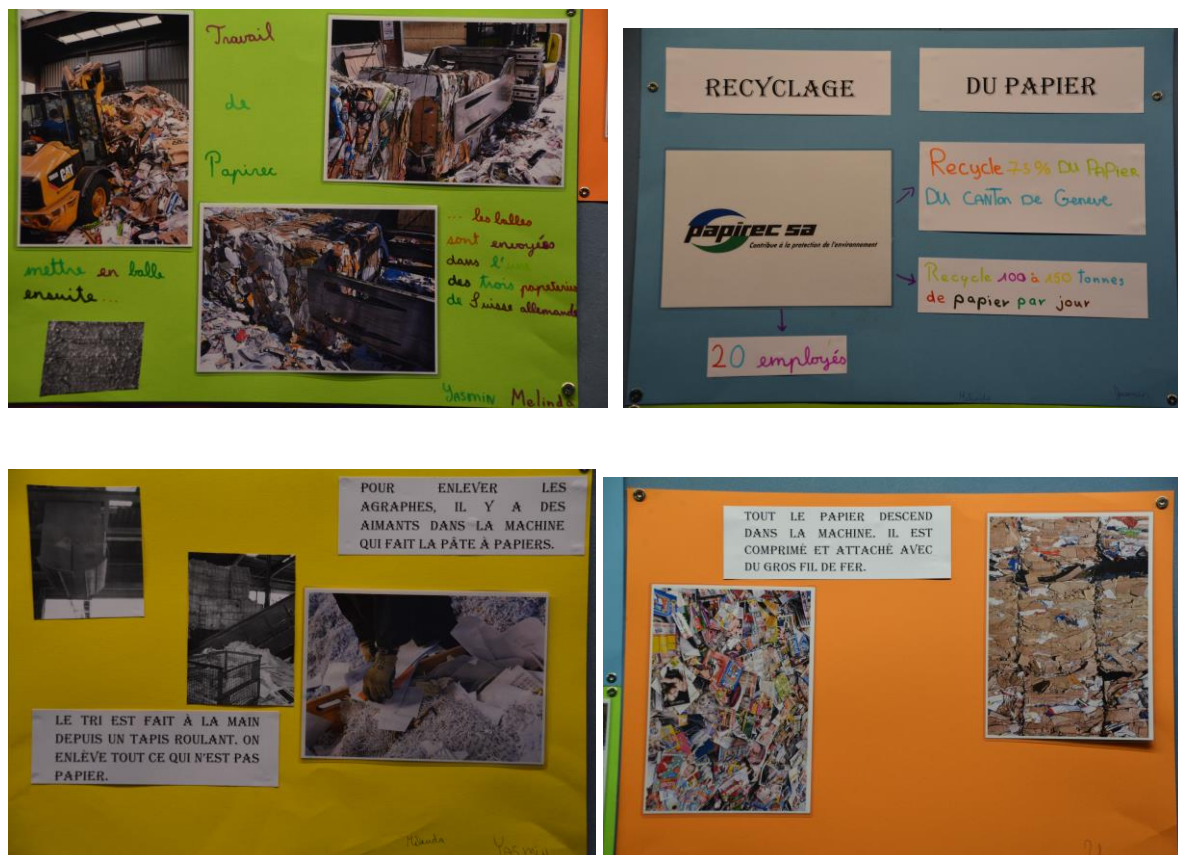 Travail
de
Papirec
CAT
mettre en balle
ensuite...
... les balles
sont envoyées
dans l'une
des trois papeteries
de Suisse allemande
Yasmin Melinda
RECYCLAGE
DU PAPIER
papirec sa
Contribue à la protection de l'environnement
Recycle 75% DU PAPier
DU CANTon De Geneve
Recycle 100 à 150 tonnes
de papier par jour
20 employés
POUR ENLEVER LES
AGRAPHES, IL Y A DES
AIMANTS DANS LA MACHINE
QUI FAIT LA PÂTE À PAPIERS.
LE TRI EST FAIT À LA MAIN
DEPUIS UN TAPIS ROULANT. ON
ENLÈVE TOUT CE QUI N'EST PAS
PAPIER.
Yasmin
TOUT LE PAPIER DESCEND
DANS LA MACHINE. IL EST
COMPRIMÉ ET ATTACHÉ AVEC
DU GROS FIL DE FER.